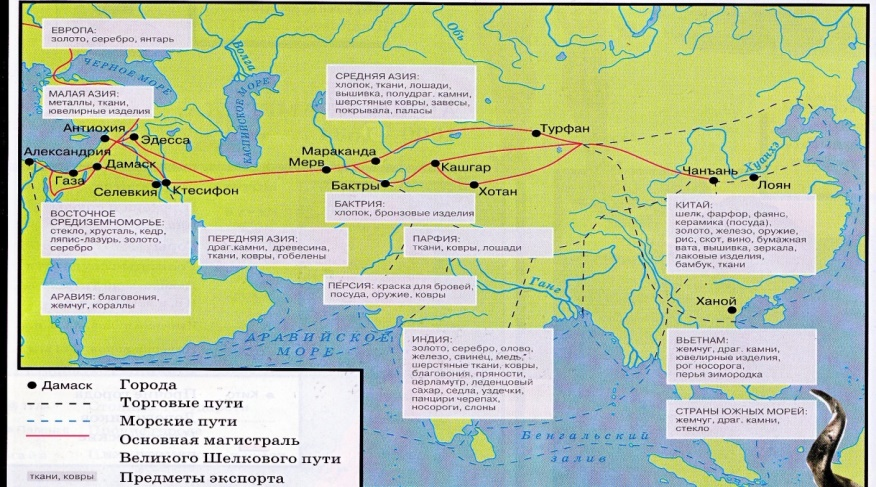 ЕВРОПА:
золото, серебро, янтарь
ЧЕРНОЕ МОРЕ
Волга
КАСПИЙСКОЕ МОРЕ
Обь
МАЛАЯ АЗИЯ:
металлы, ткани,
ювелирные изделия
СРЕДНЯЯ АЗИЯ:
хлопок, ткани, лошади,
вышивка, полудраг. камни,
шерстяные ковры, завесы,
покрывала, паласы
Антиохия
Эдесса
Александрия
Дамаск
Газа
Селевкия
Ктесифон
Мараканда
Мерв
Бактры
Кашгар
Хотан
Турфан
Чанъань
Хуанхэ
Лоян
ВОСТОЧНОЕ
СРЕДИЗЕМНОМОРЬЕ:
стекло, хрусталь, кедр,
ляпис-лазурь, золото,
серебро
БАКТРИЯ:
хлопок, бронзовые изделия
ПЕРЕДНЯЯ АЗИЯ:
драг.камни, древесина,
ткани, ковры, гобелены
ПАРФИЯ:
ткани, ковры, лошади
КИТАЙ:
шелк, фарфор, фаянс,
керамика (посуда),
золото, железо, оружие,
рис, скот, вино, бумажная
вата, вышивка, зеркала,
лаковые изделия,
бамбук, ткани
АРАВИЯ: благовония,
жемчуг, кораллы
ПЕРСИЯ: краска для бровей,
посуда, оружие, ковры
Ганг
Ханой
АРАВИЙСКОЕ
МОРЕ
ИНДИЯ:
золото, серебро, олово,
железо, свинец, медь,
шерстяные ткани, ковры,
благовония, пряности,
перламутр, леденцовый
сахар, седла, уздечки,
панцири черепах,
носороги, слоны
ВЬЕТНАМ:
жемчуг, драг. камни,
ювелирные изделия,
рог носорога,
перья зимородка
СТРАНЫ ЮЖНЫХ МОРЕЙ:
жемчуг, драг. камни,
стекло
Бенгальский
залив
Дамаск Города
Торговые пути
Морские пути
Основная магистраль
Великого Шелкового пути
ткани, ковры Предметы экспорта